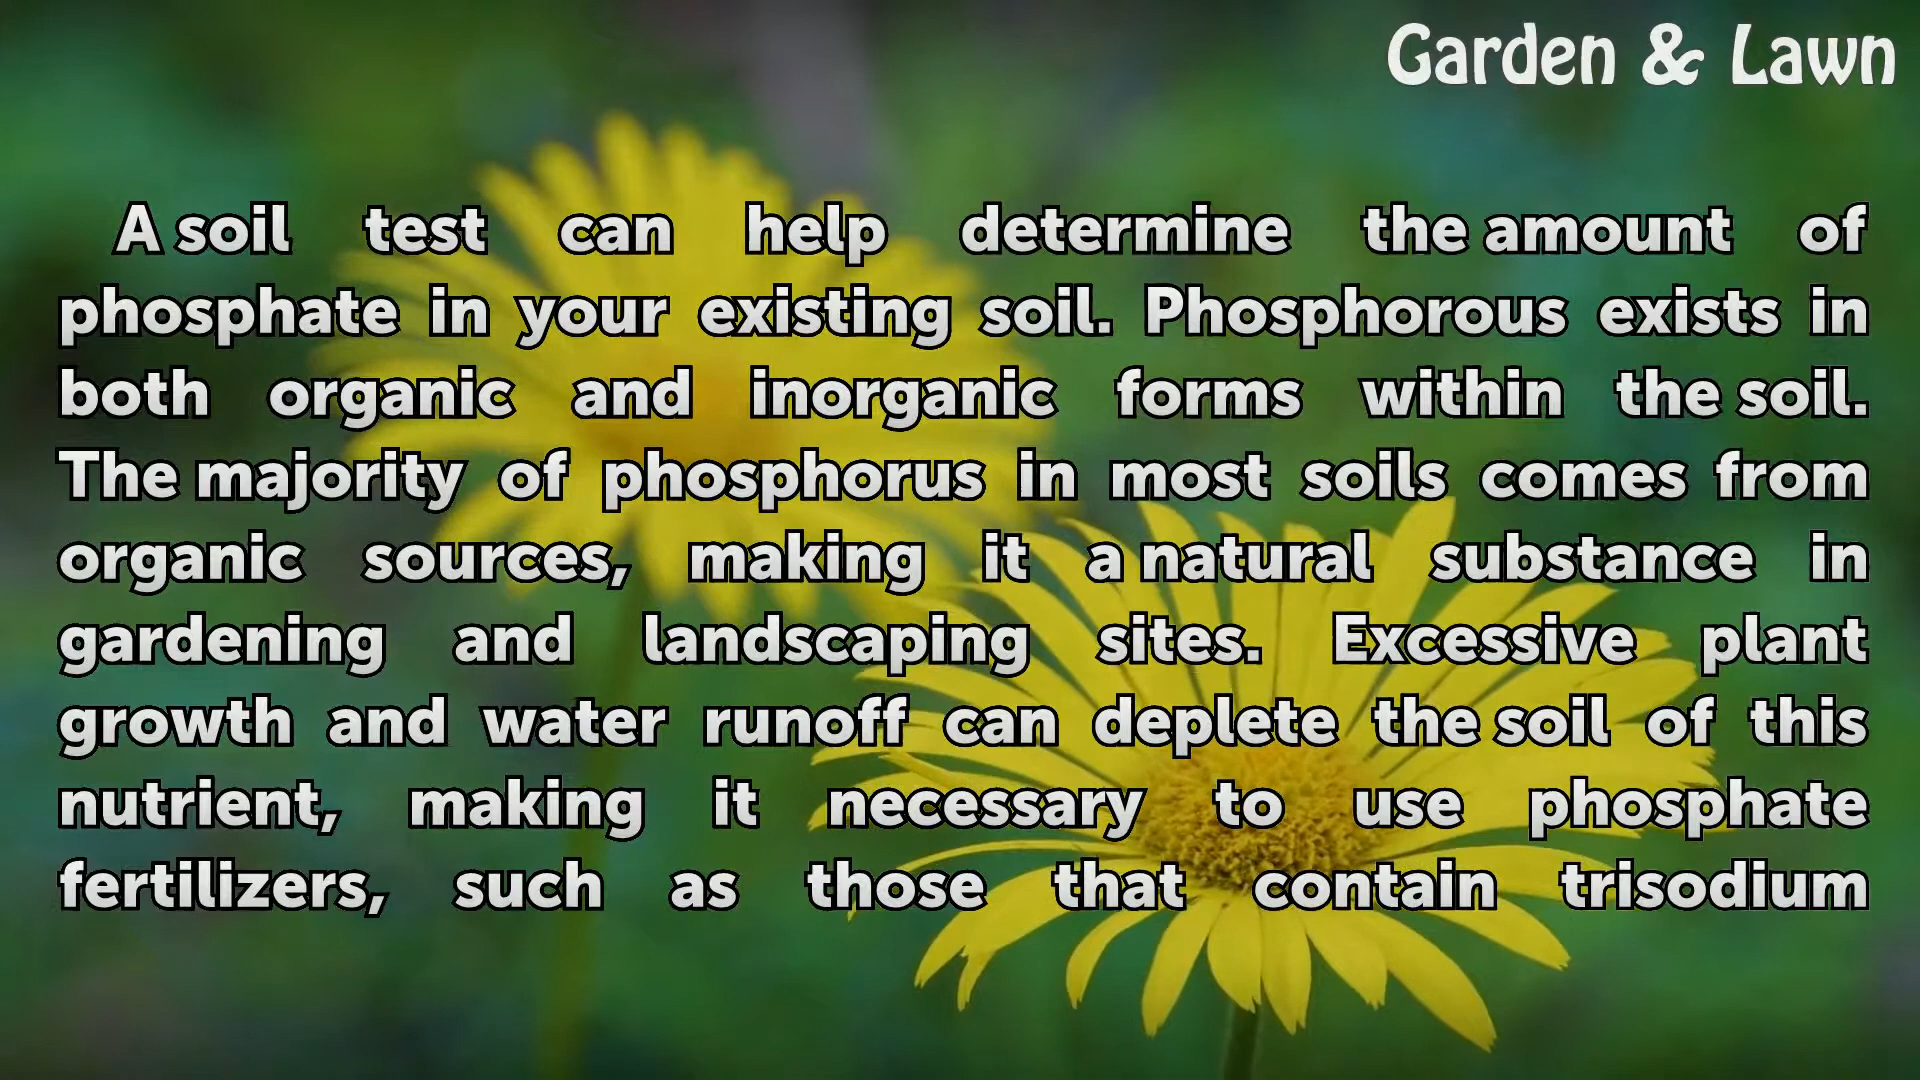 Garden & Lawn
A soil test can help determine the amount of
phosphate in your existing soil. Phosphorous exists in
both organic and inorganic forms within the soil.
The majority of phosphorus in most soils comes from
organic sources, making it a natural substance in
gardening and landscaping sites. Excessive plant
growth and water runoff can deplete the soil of this
nutrient, making it necessary to use phosphate
fertilizers, such as those that contain trisodium